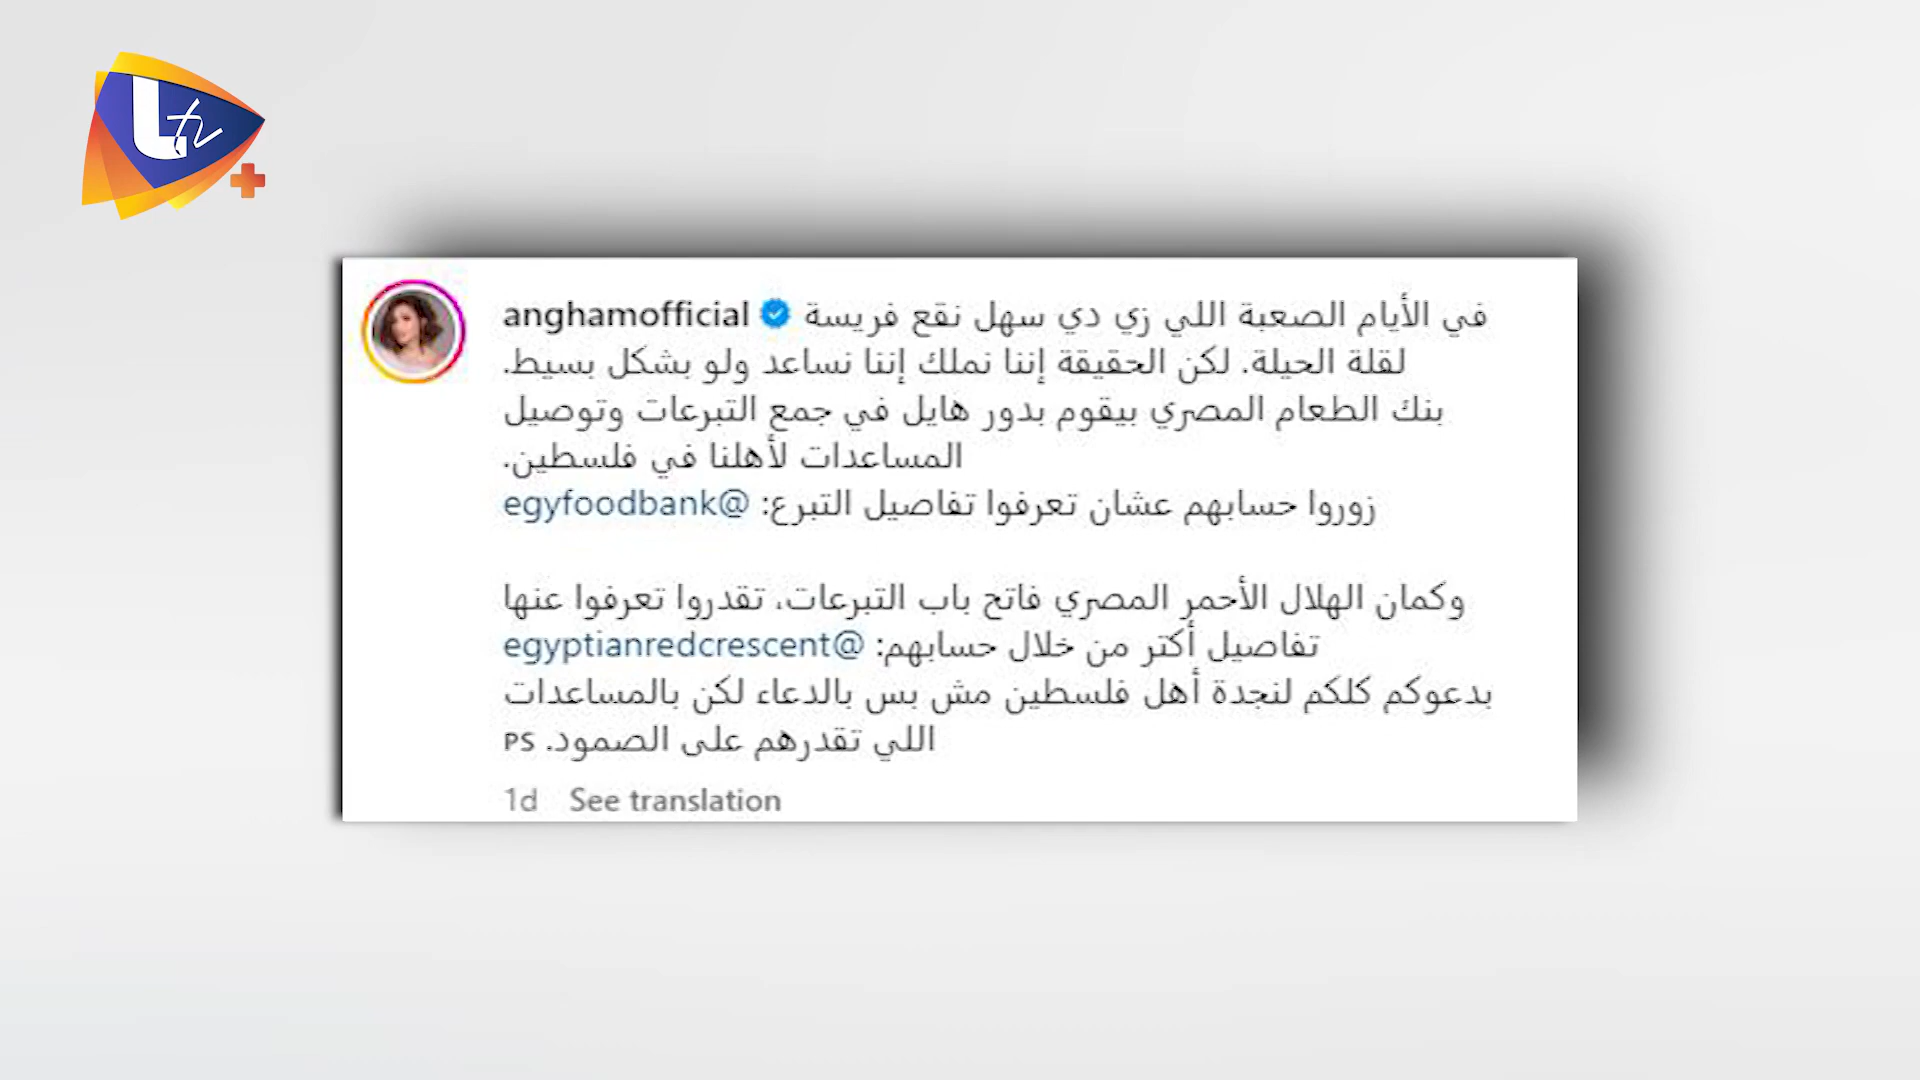 Ltv
+
anghamofficial في الأيام الصعبة اللي زي دي سهل نقع فريسة
لقلة الحيلة. لكن الحقيقة إننا نملك إننا نساعد ولو بشكل بسيط.
بنك الطعام المصري بيقوم بدور هايل في جمع التبرعات وتوصيل
المساعدات لأهلنا في فلسطين.
زوروا حسابهم عشان تعرفوا تفاصيل التبرع: @egyfoodbank
وكمان الهلال الأحمر المصري فاتح باب التبرعات، تقدروا تعرفوا عنها
تفاصيل أكتر من خلال حسابهم: @egyptianredcrescent
بدعوكم كلكم لنجدة أهل فلسطين مش بس بالدعاء لكن بالمساعدات
اللي تقدرهم على الصمود. PS
1d See translation